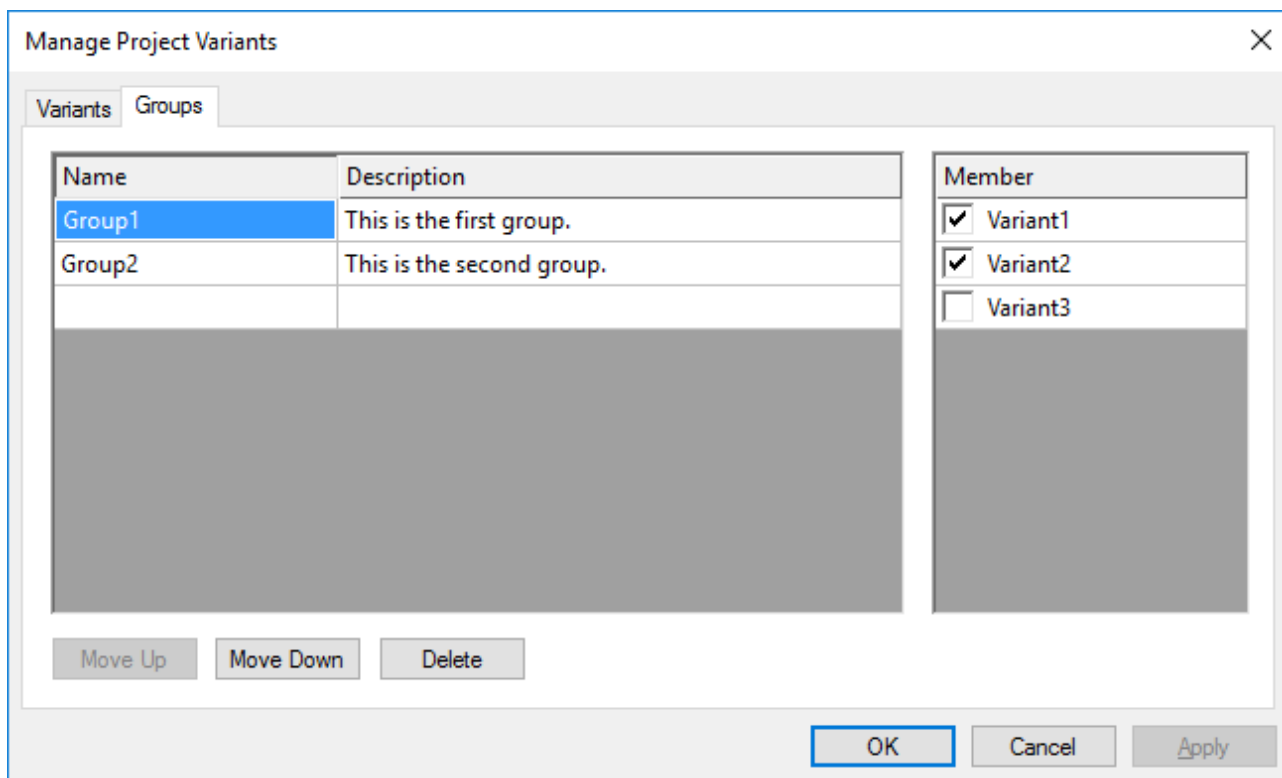 Manage Project Variants
Variants Groups
Name Description Member
Group1 This is the first group. Variant1
Group2 This is the second group. Variant2
Variant3
Move Up Move Down Delete
OK Cancel Apply